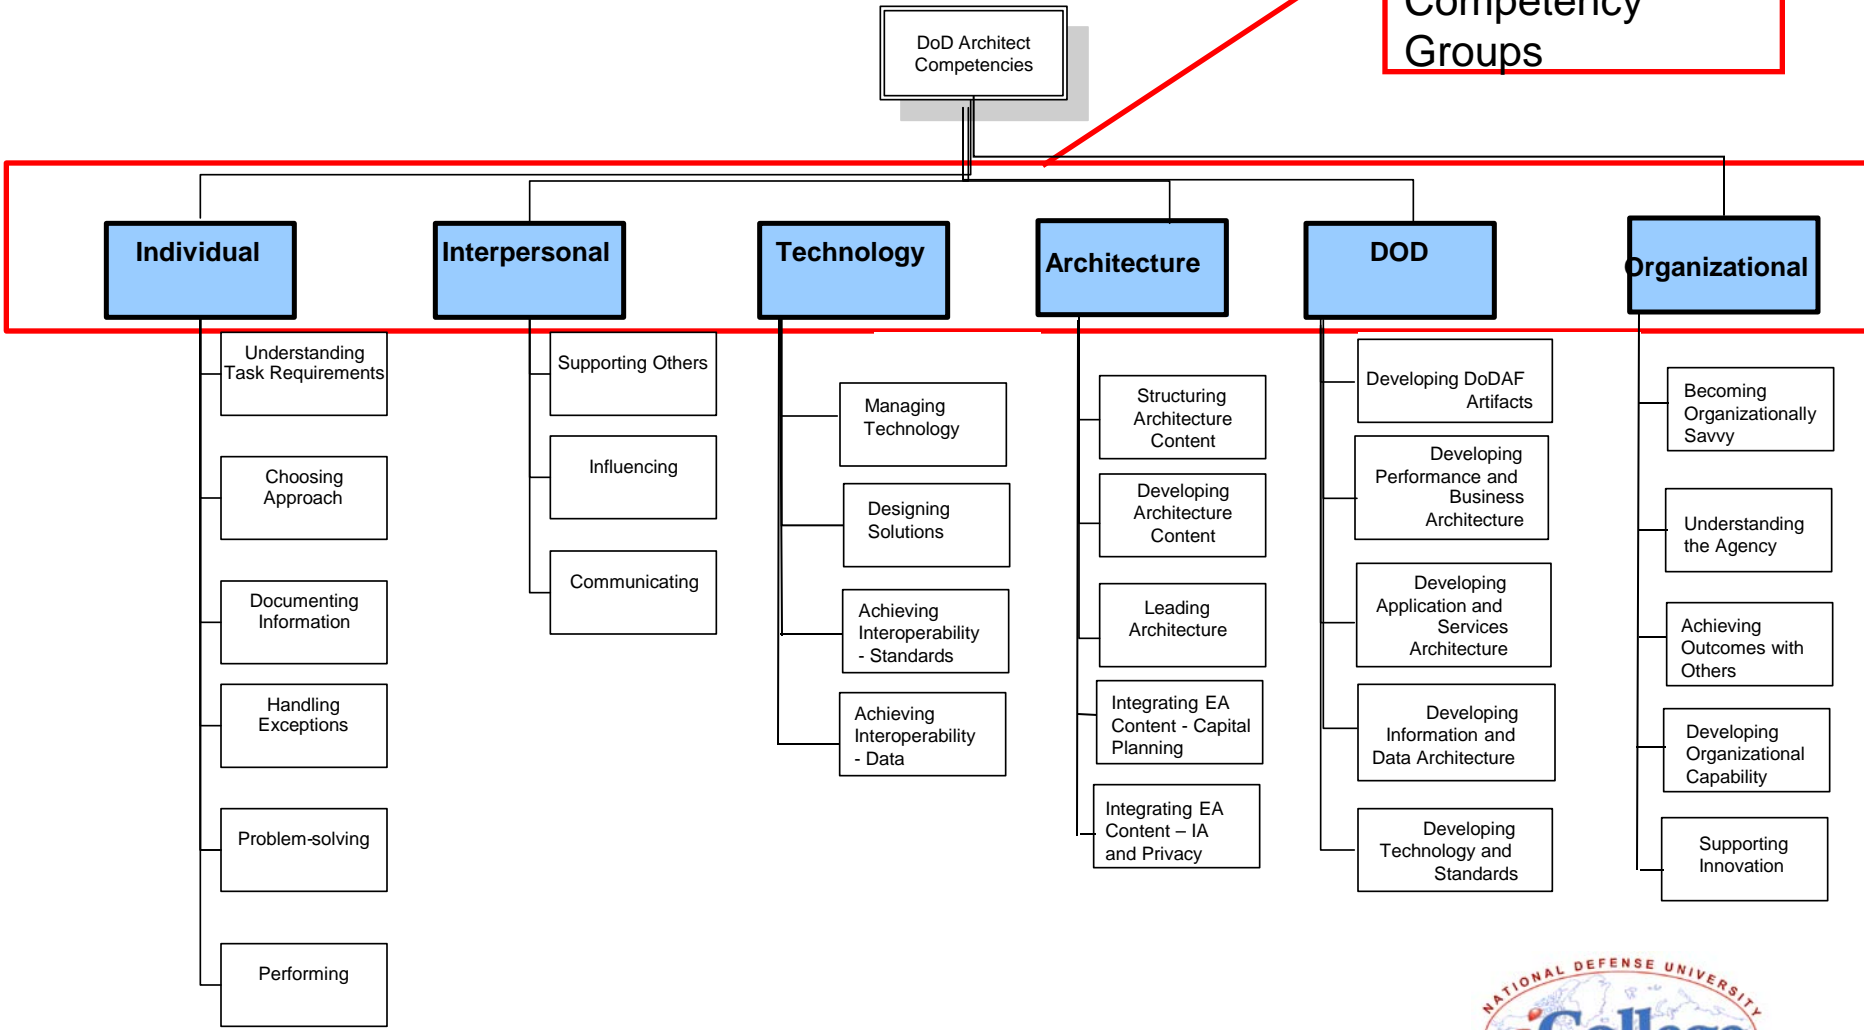 Competency
Groups
DoD Architect
Competencies
Individual
Interpersonal
Technology
Architecture
DOD
Organizational
Understanding
Task Requirements
Choosing
Approach
Documenting
Information
Handling
Exceptions
Problem-solving
Performing
Supporting Others
Influencing
Communicating
Managing
Technology
Designing
Solutions
Achieving
Interoperability
- Standards
Achieving
Interoperability
- Data
Structuring
Architecture
Content
Developing
Architecture
Content
Leading
Architecture
Integrating EA
Content - Capital
Planning
Integrating EA
Content – IA
and Privacy
Developing DoDAF
Artifacts
Developing
Performance and
Business
Architecture
Developing
Application and
Services
Architecture
Developing
Information and
Data Architecture
Developing
Technology and
Standards
Becoming
Organizationally
Savvy
Understanding
the Agency
Achieving
Outcomes with
Others
Developing
Organizational
Capability
Supporting
Innovation
NATIONAL DEFENSE UNIVERSITY
College